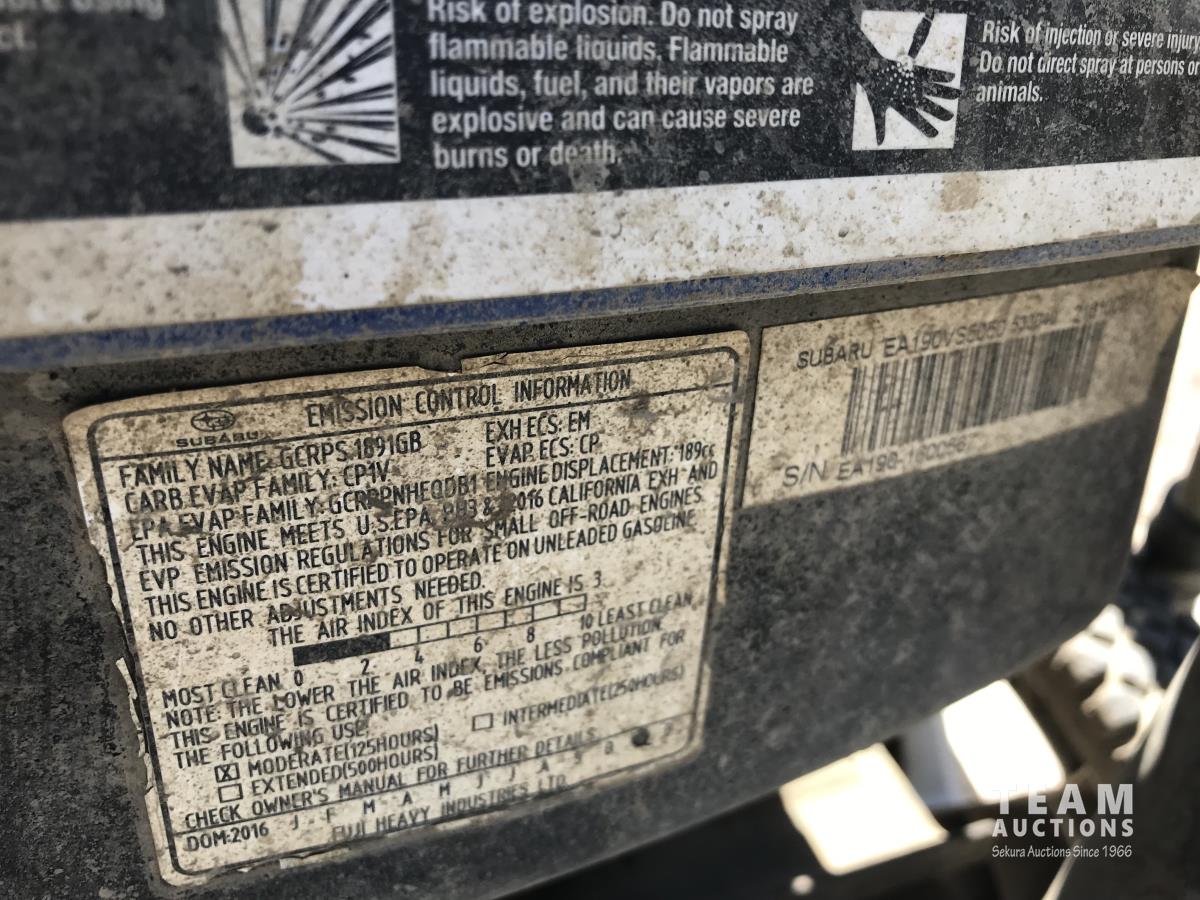 Risk of explosion. Do not spray
flammable liquids. Flammable
liquids, fuel, and their vapors are
explosive and can cause severe
burns or death.
Risk of injection or severe injury
Do not direct spray at persons or
animals.
SUBARU
EMISSION CONTROL INFORMATION
FAMILY NAME: GCRPS.1891GB
EXH ECS: EM
CARB EVAP FAMILY: CP1V
EVAP ECS: CP
EPA EVAP FAMILY: ENGINE DISPLACEMENT: 189cc
THIS ENGINE MEETS U.S.EPA PH3 & 2016 CALIFORNIA EXH AND
EVP EMISSION REGULATIONS FOR SMALL OFF-ROAD ENGINES.
THIS ENGINE IS CERTIFIED TO OPERATE ON UNLEADED GASOLINE
NO OTHER ADJUSTMENTS NEEDED.
THE AIR INDEX OF THIS ENGINE IS 3.
MOST CLEAN 0 2 4 6 8 10 LEAST CLEAN
NOTE: THE LOWER THE AIR INDEX, THE LESS POLLUTION.
THIS ENGINE IS CERTIFIED TO BE EMISSIONS COMPLIANT FOR
THE FOLLOWING USE.
MODERATE(125HOURS)
INTERMEDIATE(250HOURS)
EXTENDED(500HOURS)
CHECK OWNER'S MANUAL FOR FURTHER DETAILS
DOM:2016 J F M A M J J A S O
FUJI HEAVY INDUSTRIES LTD.
SUBARU
S/N
TEAM
AUCTIONS
Sekura Auctions Since 1966